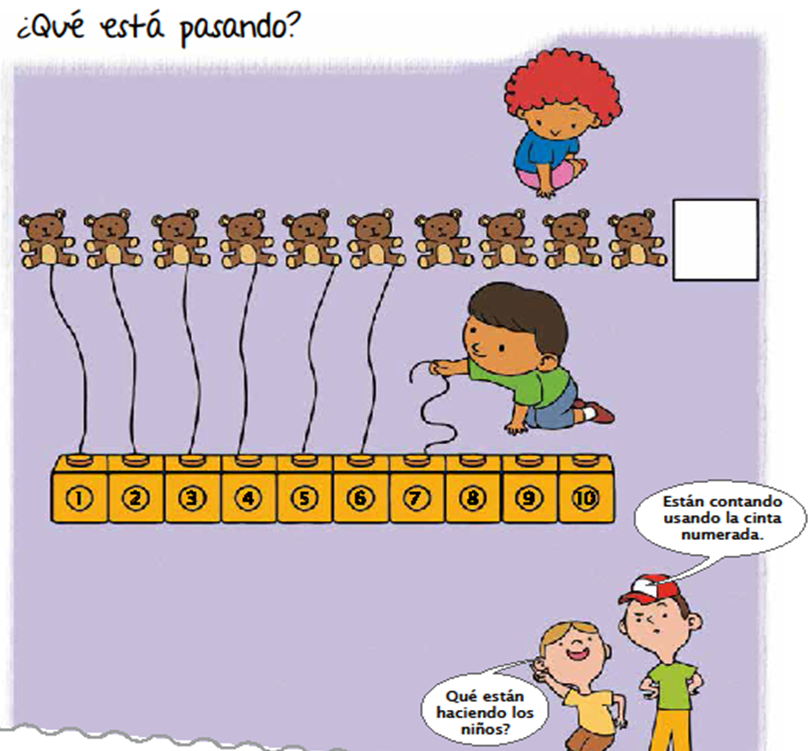 ¿Qué está pasando?
1 2 3 4 5 6 7 8 9 10
Están contando
usando la cinta
numerada.
Qué están
haciendo los
niños?